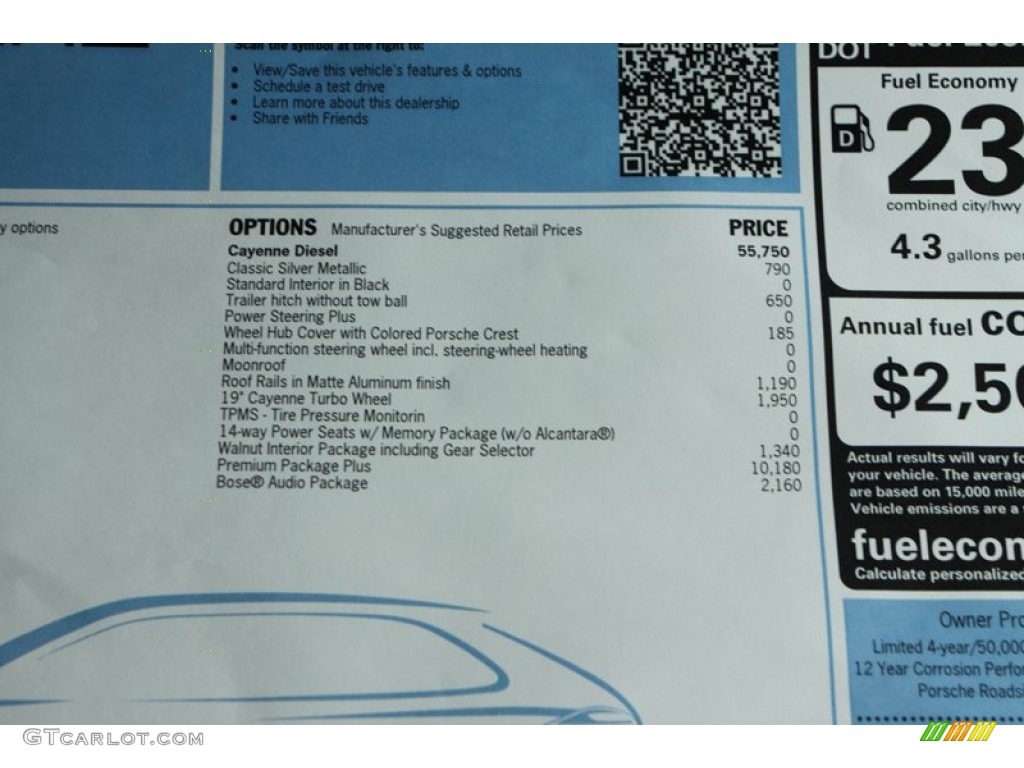 Scan the symbol at the right to:
• View/Save this vehicle's features & options
• Schedule a test drive
• Learn more about this dealership
• Share with Friends
y options
OPTIONS Manufacturer's Suggested Retail Prices PRICE
Cayenne Diesel 55,750
Classic Silver Metallic 790
Standard Interior in Black 0
Trailer hitch without tow ball 650
Power Steering Plus 0
Wheel Hub Cover with Colored Porsche Crest 185
Multi-function steering wheel incl. steering-wheel heating 0
Moonroof 0
Roof Rails in Matte Aluminum finish 1,190
19" Cayenne Turbo Wheel 1,950
TPMS - Tire Pressure Monitorin 0
14-way Power Seats w/ Memory Package (w/o Alcantara®) 0
Walnut Interior Package including Gear Selector 1,340
Premium Package Plus 10,180
Bose® Audio Package 2,160
DOT Fuel Eco
Fuel Economy
D
23
combined city/hwy
4.3 gallons pe
Annual fuel CO
$2,50
Actual results will vary fo
your vehicle. The average
are based on 15,000 mile
Vehicle emissions are a
fuelecon
Calculate personalized
Owner Pro
Limited 4-year/50,000
12 Year Corrosion Perfo
Porsche Roads
GTcarlot.com